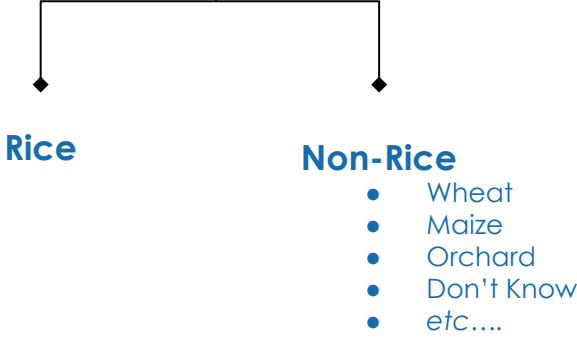 Rice
Non-Rice
● Wheat
● Maize
● Orchard
● Don’t Know
● etc….